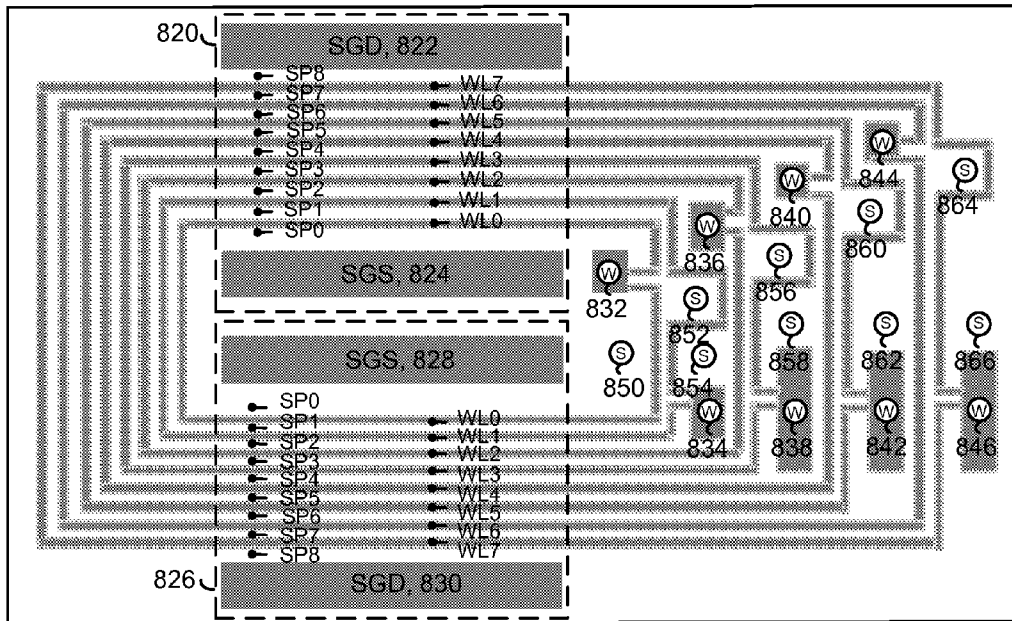 820
SGD, 822
SP8
SP7
SP6
SP5
SP4
SP3
SP2
SP1
SP0
WL7
WL6
WL5
WL4
WL3
WL2
WL1
WL0
SGS, 824
SGS, 828
SP0
SP1
SP2
SP3
SP4
SP5
SP6
SP7
SP8
WL0
WL1
WL2
WL3
WL4
WL5
WL6
WL7
826
SGD, 830
W
832
W
836
W
840
W
844
S
864
S
860
S
856
S
852
S
850
S
854
S
858
S
862
S
866
W
834
W
838
W
842
W
846